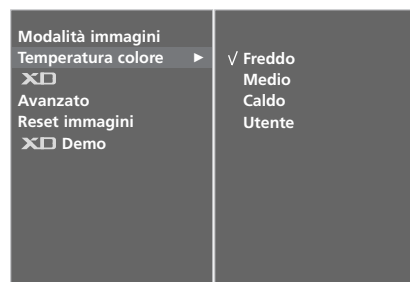 Modalità immagini
Temperatura colore ►
XD
Avanzato
Reset immagini
XD Demo
√ Freddo
Medio
Caldo
Utente